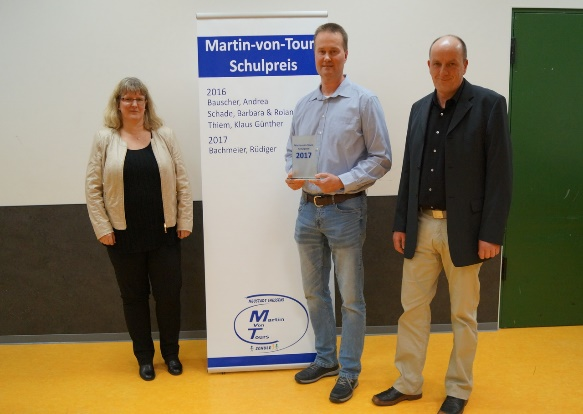 Martin-von-Tour
Schulpreis
2016
Bauscher, Andrea
Schade, Barbara & Rolan
Thiem, Klaus Günther
2017
Bachmeier, Rüdiger
2017
Martin
Von
Tours